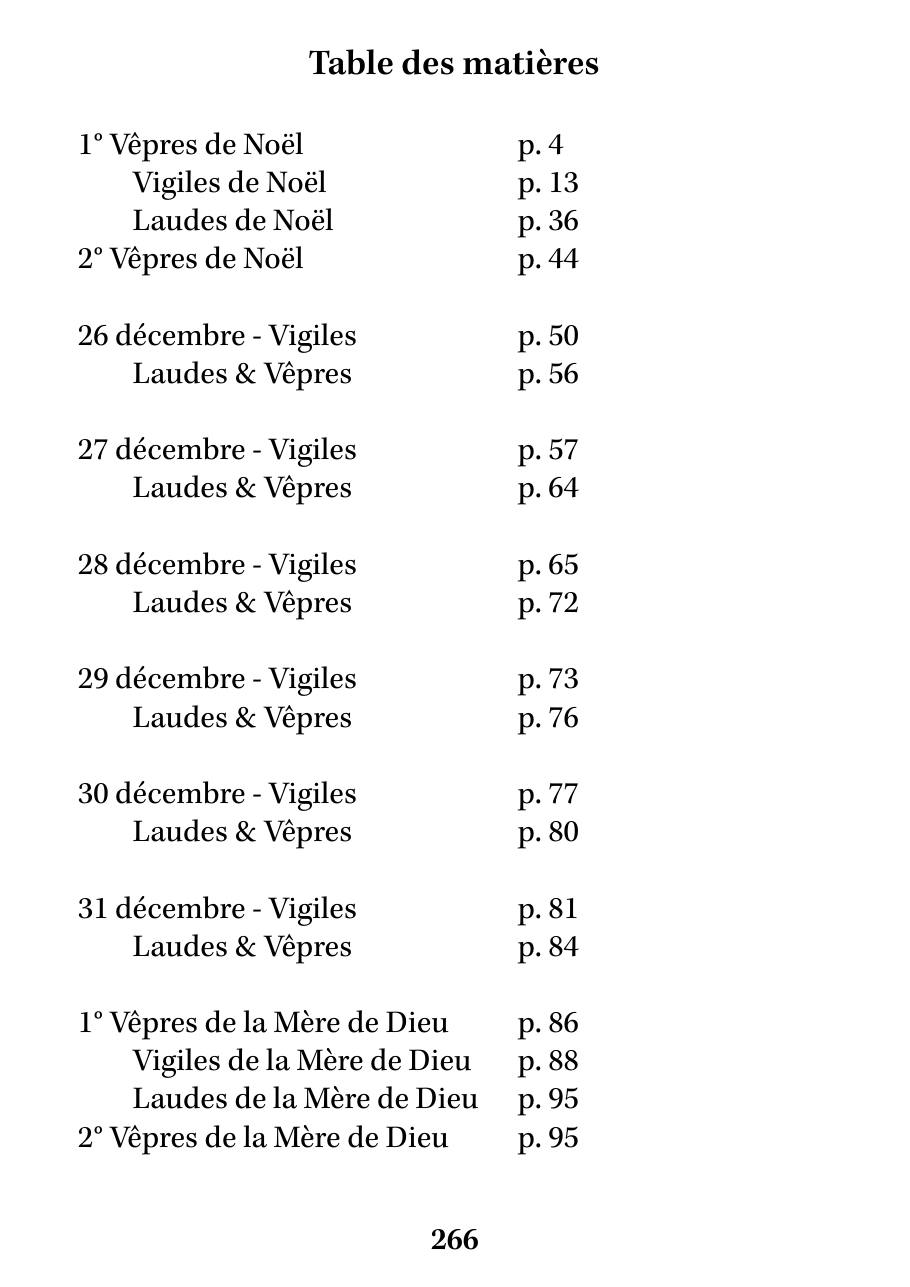 Table des matières
1° Vêpres de Noël p. 4
Vigiles de Noël p. 13
Laudes de Noël p. 36
2° Vêpres de Noël p. 44
26 décembre - Vigiles p. 50
Laudes & Vêpres p. 56
27 décembre - Vigiles p. 57
Laudes & Vêpres p. 64
28 décembre - Vigiles p. 65
Laudes & Vêpres p. 72
29 décembre - Vigiles p. 73
Laudes & Vêpres p. 76
30 décembre - Vigiles p. 77
Laudes & Vêpres p. 80
31 décembre - Vigiles p. 81
Laudes & Vêpres p. 84
1° Vêpres de la Mère de Dieu p. 86
Vigiles de la Mère de Dieu p. 88
Laudes de la Mère de Dieu p. 95
2° Vêpres de la Mère de Dieu p. 95
266